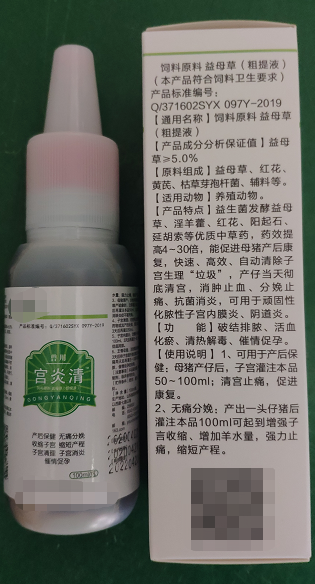 产品标准编号：Q/371602SYX 097Y-2019
兽用
宫炎清
GONGYANQING
产后保健 无痛分娩
收缩子宫 缩短产程
子宫清理 子宫消炎
催情促孕
100ml/瓶
饲料原料 益母草（粗提液）
（本产品符合饲料卫生要求）
产品标准编号：
Q/371602SYX 097Y-2019
【通用名称】饲料原料 益母草
（粗提液）
【产品成分分析保证值】益母
草≥5.0%
【原料组成】益母草、红花、
黄芪、枯草芽孢杆菌、辅料等。
【适用动物】养殖动物。
【产品特点】益生菌发酵益母
草、淫羊藿、红花、阳起石、
延胡索等优质中草药，药效提
高4~30倍，能促进母猪产后康
复，快速、高效、自动清除子
宫生理“垃圾”，产仔当天彻
底清宫，消肿止血、分娩止
痛、抗菌消炎，可用于顽固性
化脓性子宫内膜炎、阴道炎。
【功 能】破结排脓、活血
化瘀、清热解毒、催情促孕。
【使用说明】1、可用于产后保
健；母猪产仔后，子宫灌注本品
50~100ml；清宫止痛，促进
康复。
2、无痛分娩：产出一头仔猪后
灌注本品100ml可起到增强子
宫收缩、增加羊水量，强力止
痛，缩短产程。